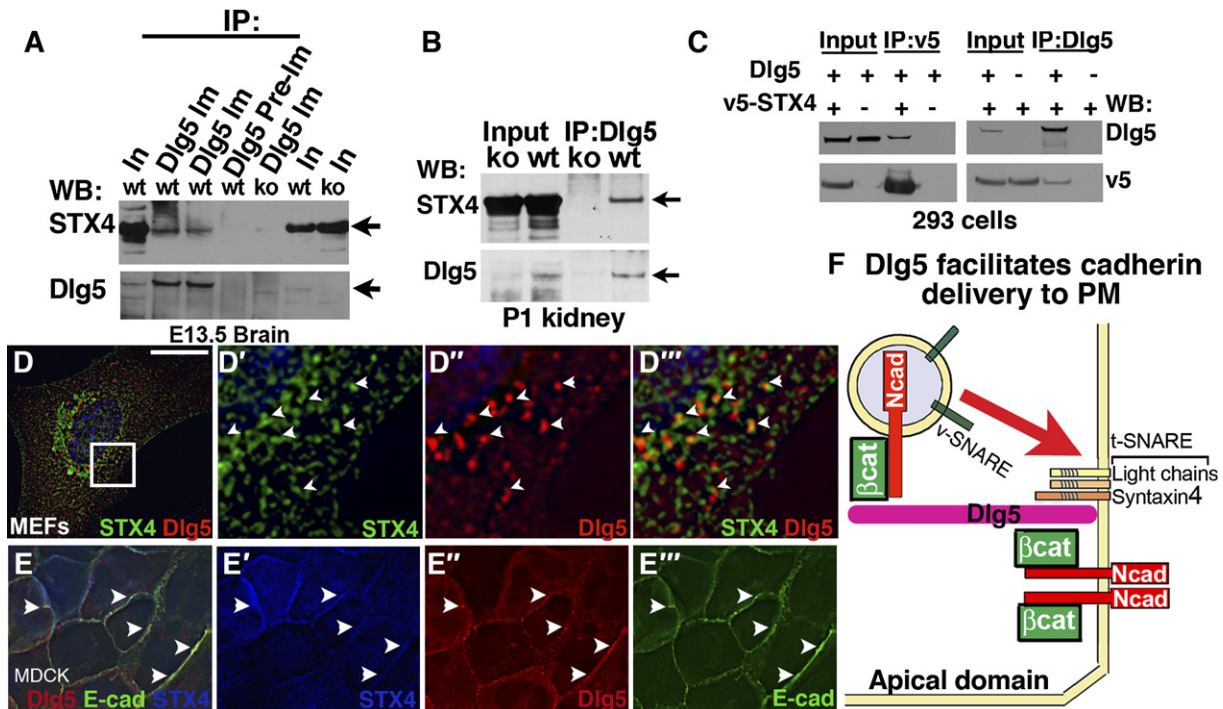 A
IP:
In
Dlg5 Im
Dlg5 Im
Dlg5 Pre-Im
Dlg5 Im
In
In
WB:
wt wt wt wt ko wt ko
STX4
Dlg5
E13.5 Brain
B
Input IP:Dlg5
ko wt ko wt
WB:
STX4
Dlg5
P1 kidney
C
Input IP:v5 Input IP:Dlg5
Dlg5 + + + + + - + -
v5-STX4 + - + - + + + + WB:
Dlg5
v5
293 cells
D
MEFs STX4 Dlg5
D'
STX4
D''
Dlg5
D'''
STX4 Dlg5
E
MDCK
Dlg5 E-cad STX4
E'
STX4
E''
Dlg5
E'''
E-cad
F Dlg5 facilitates cadherin
delivery to PM
Ncad
βcat
v-SNARE
t-SNARE
Light chains
Syntaxin4
Dlg5
βcat
Ncad
Ncad
βcat
Apical domain